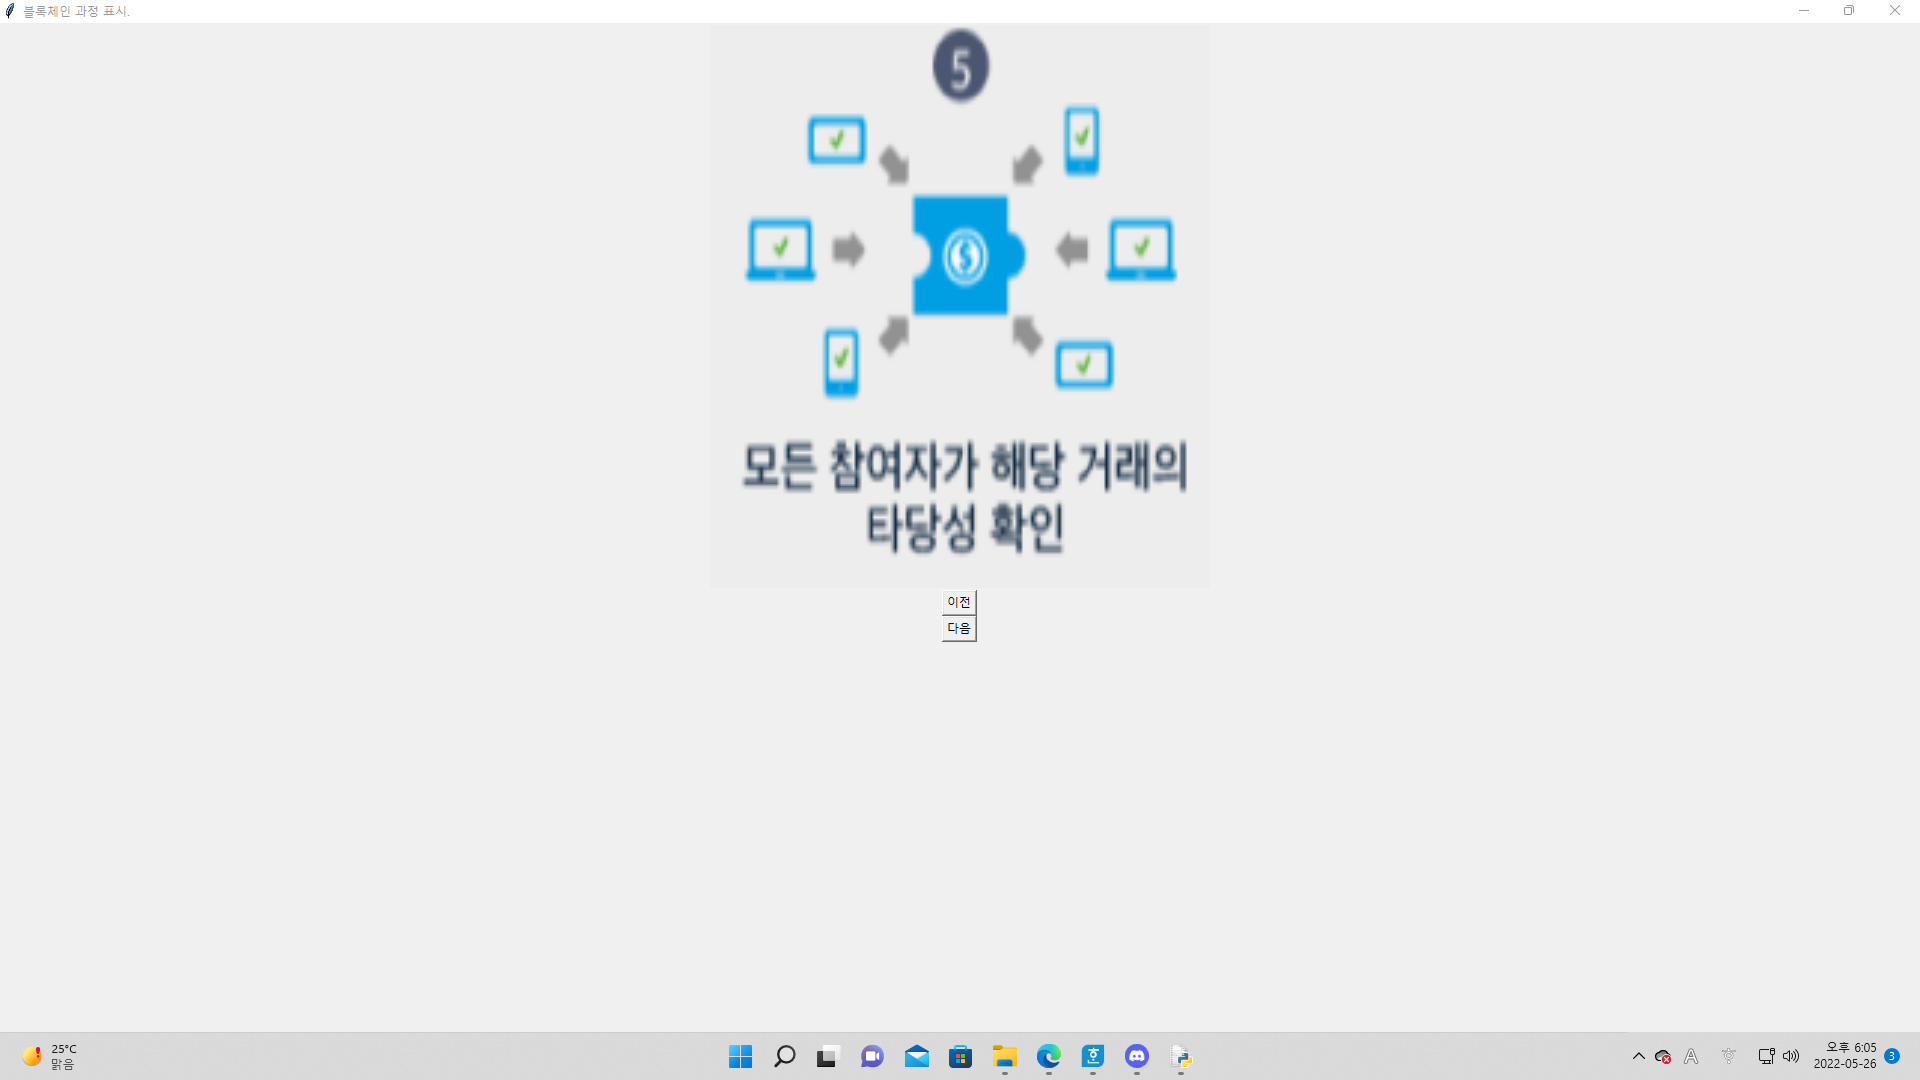 블록체인 과정 표시.
5
모든 참여자가 해당 거래의
타당성 확인
이전
다음
25°C
맑음
A
오후 6:05
2022-05-26
3